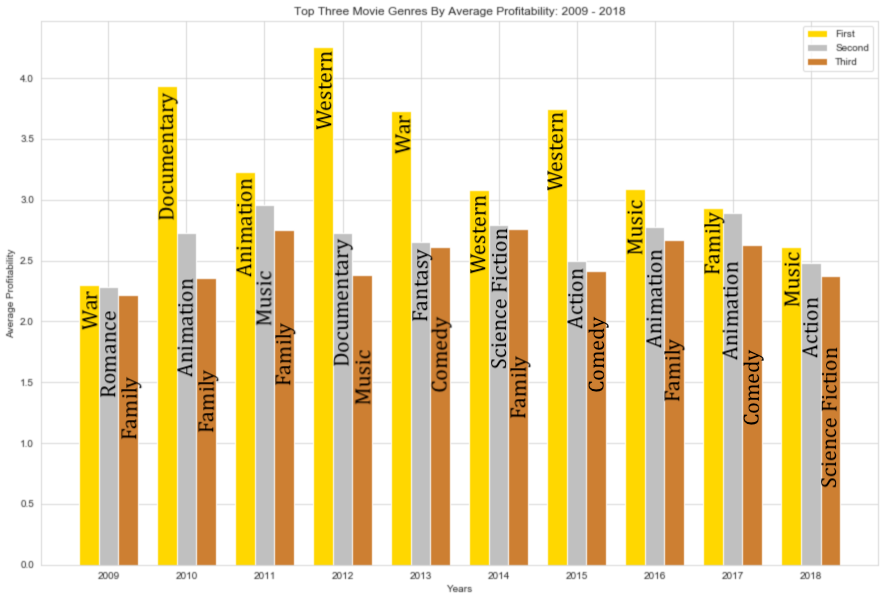 Top Three Movie Genres By Average Profitability: 2009 - 2018
First
Second
Third
Average Profitability
4.0
3.5
3.0
2.5
2.0
1.5
1.0
0.5
0.0
War
Romance
Family
Documentary
Animation
Family
Animation
Music
Family
Western
Documentary
Music
War
Fantasy
Comedy
Western
Science Fiction
Family
Western
Action
Comedy
Music
Animation
Family
Family
Animation
Comedy
Music
Action
Science Fiction
2009 2010 2011 2012 2013 2014 2015 2016 2017 2018
Years